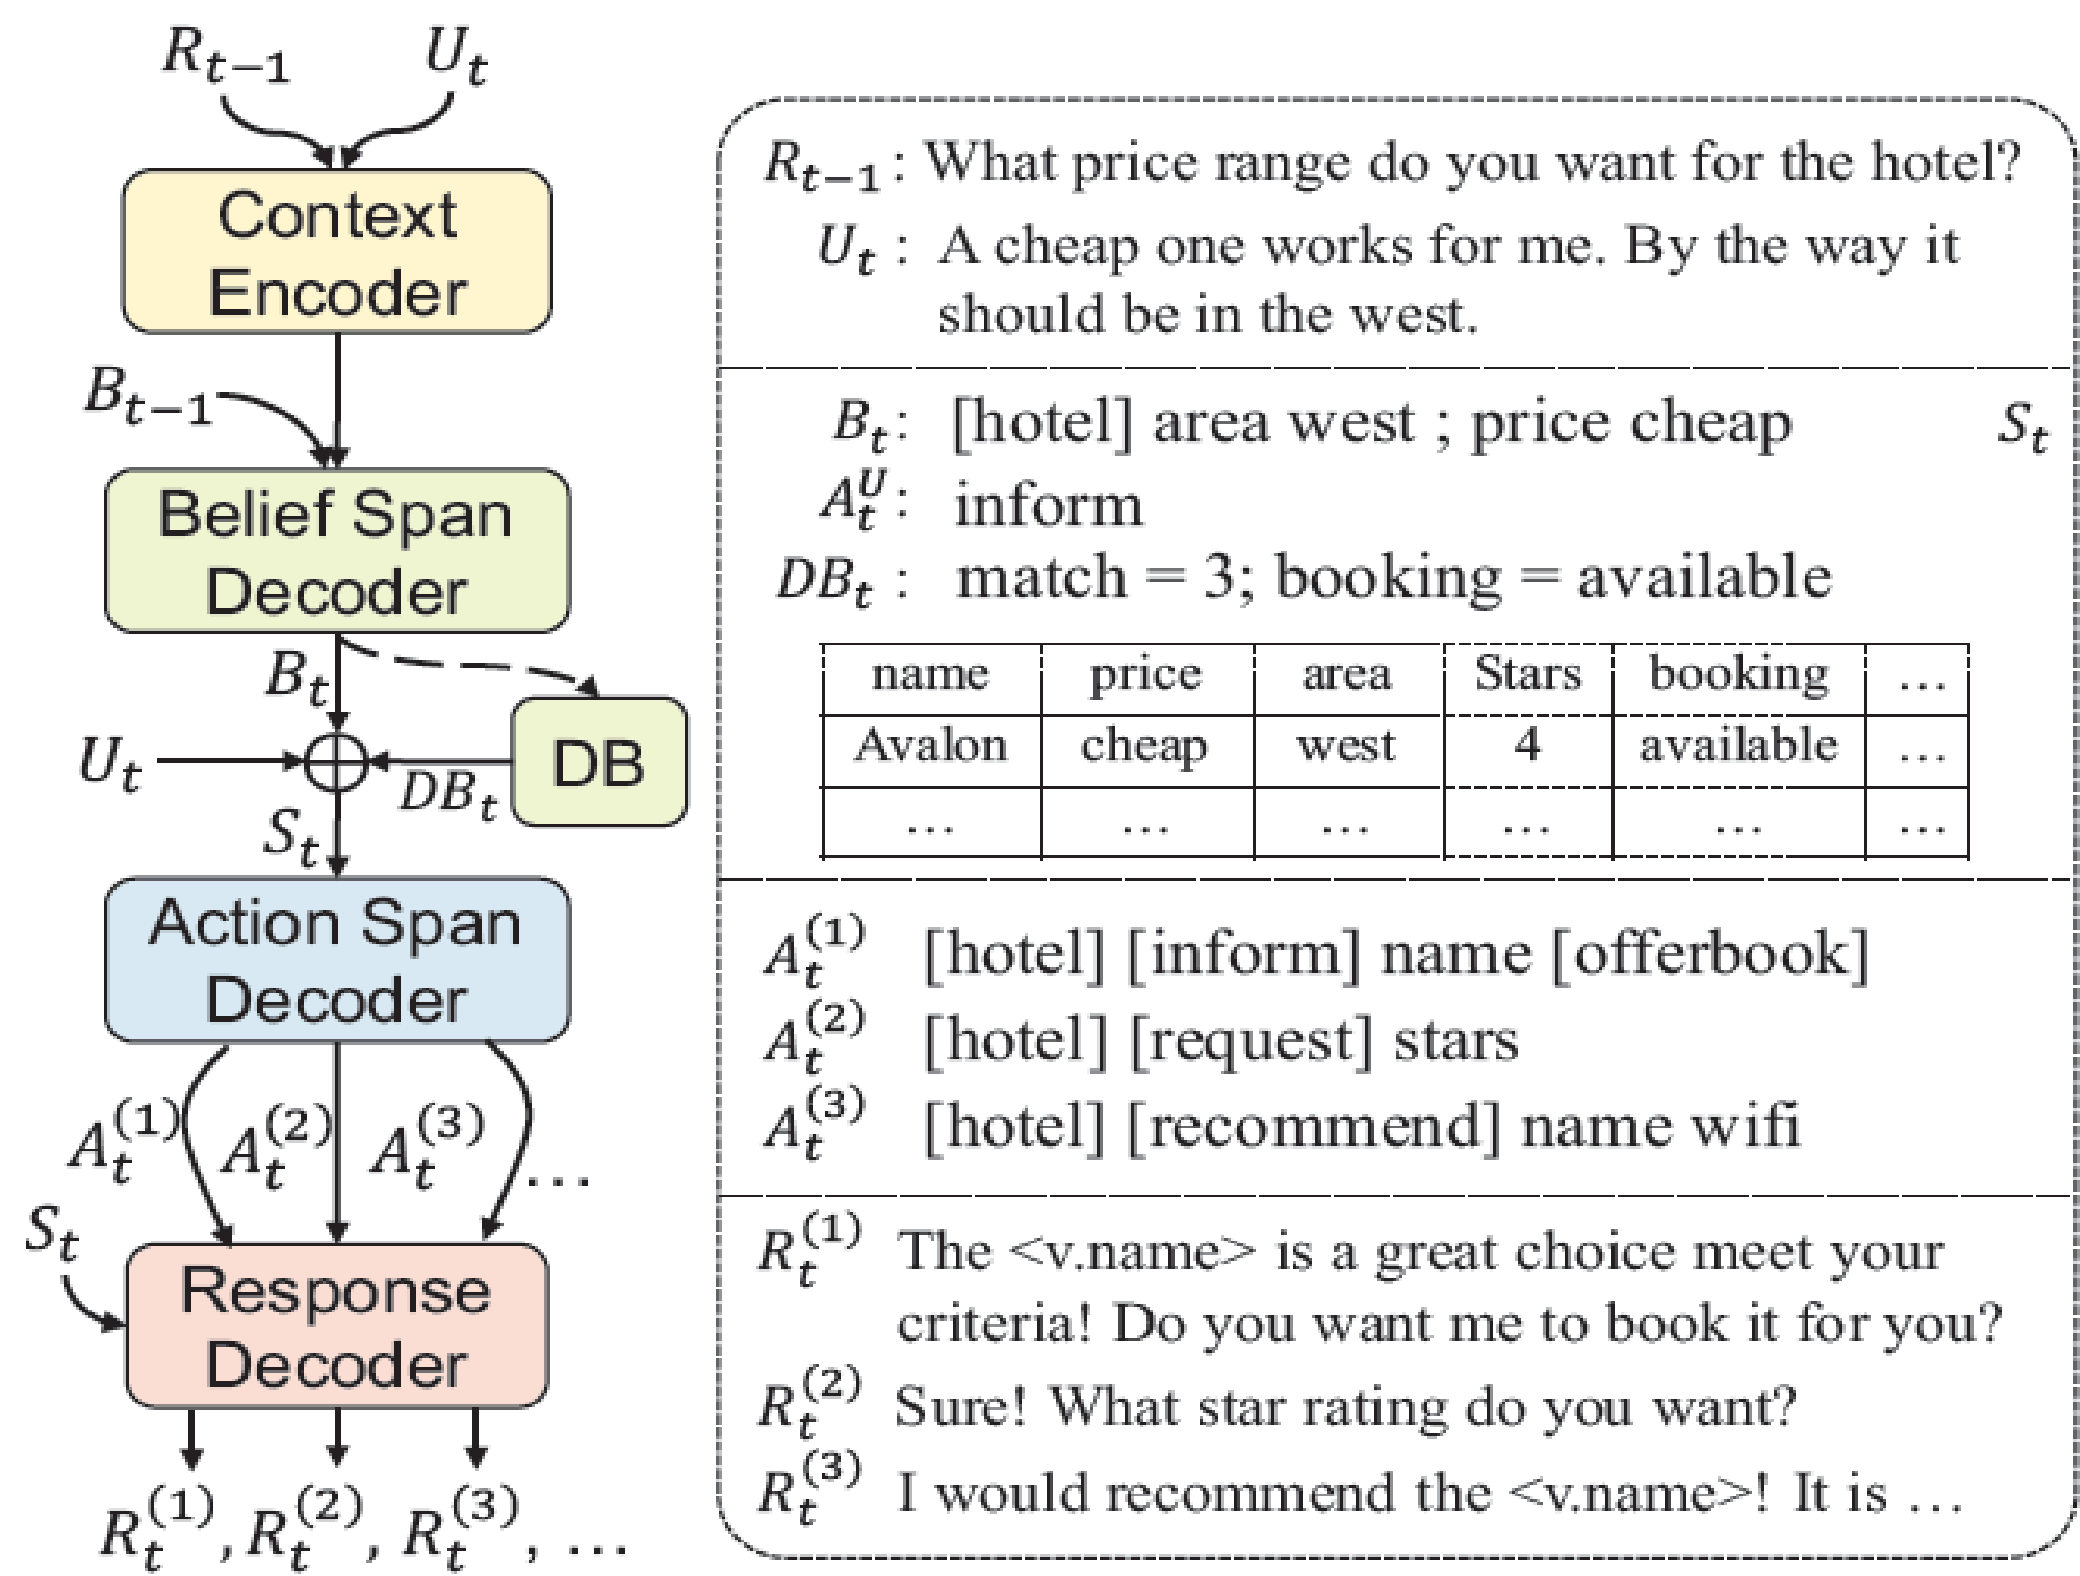 R_{t-1} U_t
Context
Encoder
B_{t-1}
Belief Span
Decoder
B_t
U_t
DB
DB_t
S_t
Action Span
Decoder
A_t^{(1)} A_t^{(2)} A_t^{(3)} ...
S_t
Response
Decoder
R_t^{(1)}, R_t^{(2)}, R_t^{(3)}, ...
R_{t-1}: What price range do you want for the hotel?
U_t: A cheap one works for me. By the way it
should be in the west.
B_t: [hotel] area west ; price cheap S_t
A_t^U: inform
DB_t: match = 3; booking = available
name price area Stars booking ...
Avalon cheap west 4 available ...
... ... ... ... ... ...
A_t^{(1)} [hotel] [inform] name [offerbook]
A_t^{(2)} [hotel] [request] stars
A_t^{(3)} [hotel] [recommend] name wifi
R_t^{(1)} The <v.name> is a great choice meet your
criteria! Do you want me to book it for you?
R_t^{(2)} Sure! What star rating do you want?
R_t^{(3)} I would recommend the <v.name>! It is ...